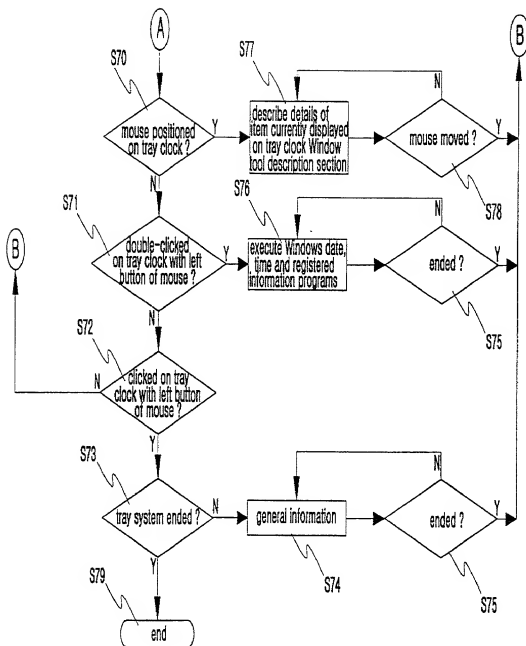 A
B
S70
S77
mouse positioned
on tray clock ?
Y
describe details of
item currently displayed
on tray clock Window
tool description section
N
mouse moved ?
Y
S78
N
S71
S76
B
double-clicked
on tray clock with left
button of mouse ?
Y
execute Windows date,
time and registered
information programs
N
ended ?
Y
S75
N
S72
N
clicked on tray
clock with left button
of mouse ?
Y
S73
tray system ended ?
N
general information
S74
N
ended ?
Y
S75
Y
S79
end